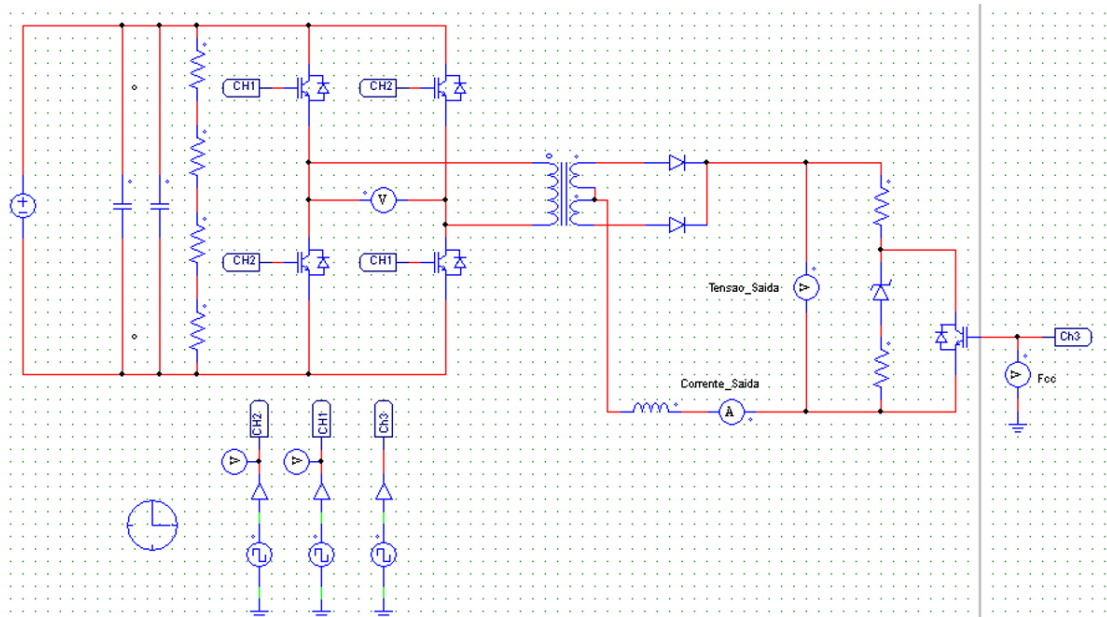 CH1
CH2
V
CH2
CH1
Tensao_Saida
V
Ch3
V
Fcc
Corrente_Saida
A
CH2
CH1
Ch3
V
V